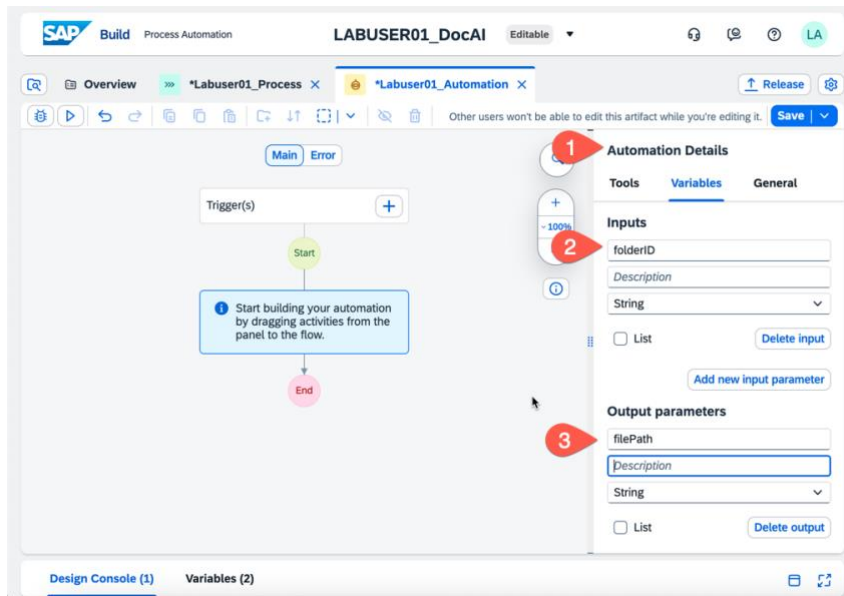 SAP Build Process Automation LABUSER01_DocAI Editable LA
Overview *Labuser01_Process *Labuser01_Automation Release
Other users won't be able to edit this artifact while you're editing it. Save
Main Error
Trigger(s)
Start
Start building your automation
by dragging activities from the
panel to the flow.
End
100%
1
Automation Details
Tools Variables General
Inputs
2
folderID
Description
String
List Delete input
Add new input parameter
Output parameters
3
filePath
Description
String
List Delete output
Design Console (1) Variables (2)